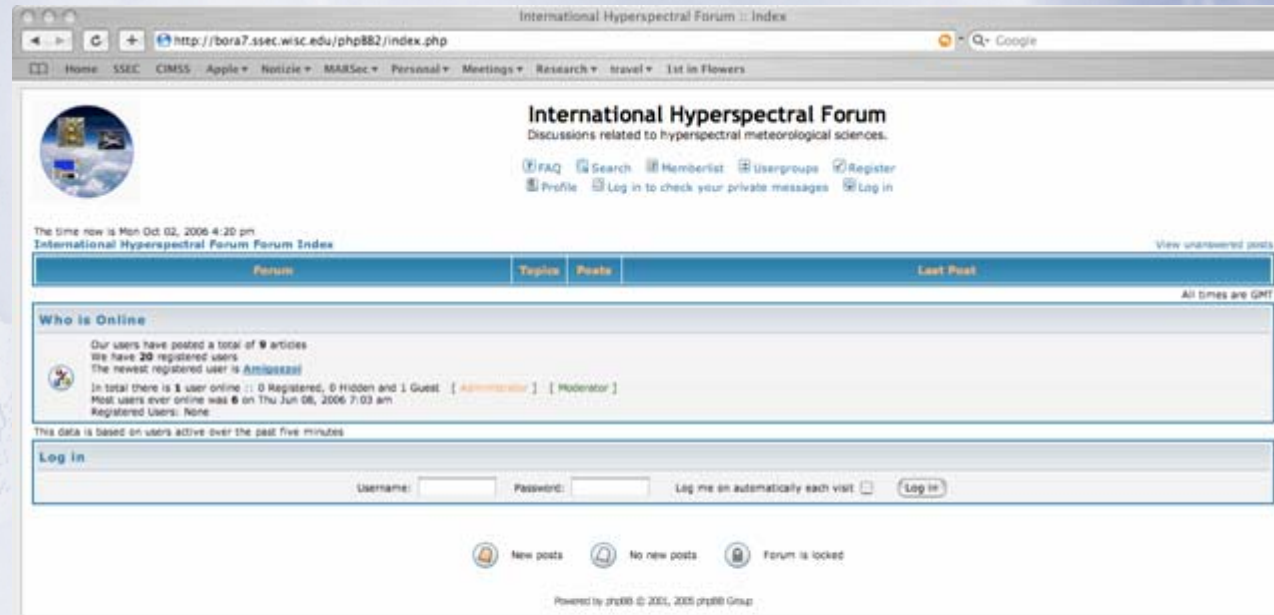 International Hyperspectral Forum :: Index
http://bora7.ssec.wisc.edu/phpBB2/index.php
Google
Home SSEC CIMSS Apple Notizie MARSec Personal Meetings Research travel 1st in Flowers
International Hyperspectral Forum
Discussions related to hyperspectral meteorological sciences.
FAQ Search Memberlist Usergroups Register
Profile Log in to check your private messages Log in
The time now is Mon Oct 02, 2006 4:20 pm
International Hyperspectral Forum Forum Index
View unanswered posts
Forum Topics Posts Last Post
All times are GMT
Who is Online
Our users have posted a total of 9 articles
We have 20 registered users
The newest registered user is
In total there is 1 user online :: 0 Registered, 0 Hidden and 1 Guest [ Administrator ] [ Moderator ]
Most users ever online was 6 on Thu Jun 08, 2006 7:03 am
Registered Users: None
This data is based on users active over the past five minutes
Log in
Username: Password: Log me on automatically each visit Log in
New posts No new posts Forum is locked
Powered by phpBB © 2001, 2005 phpBB Group